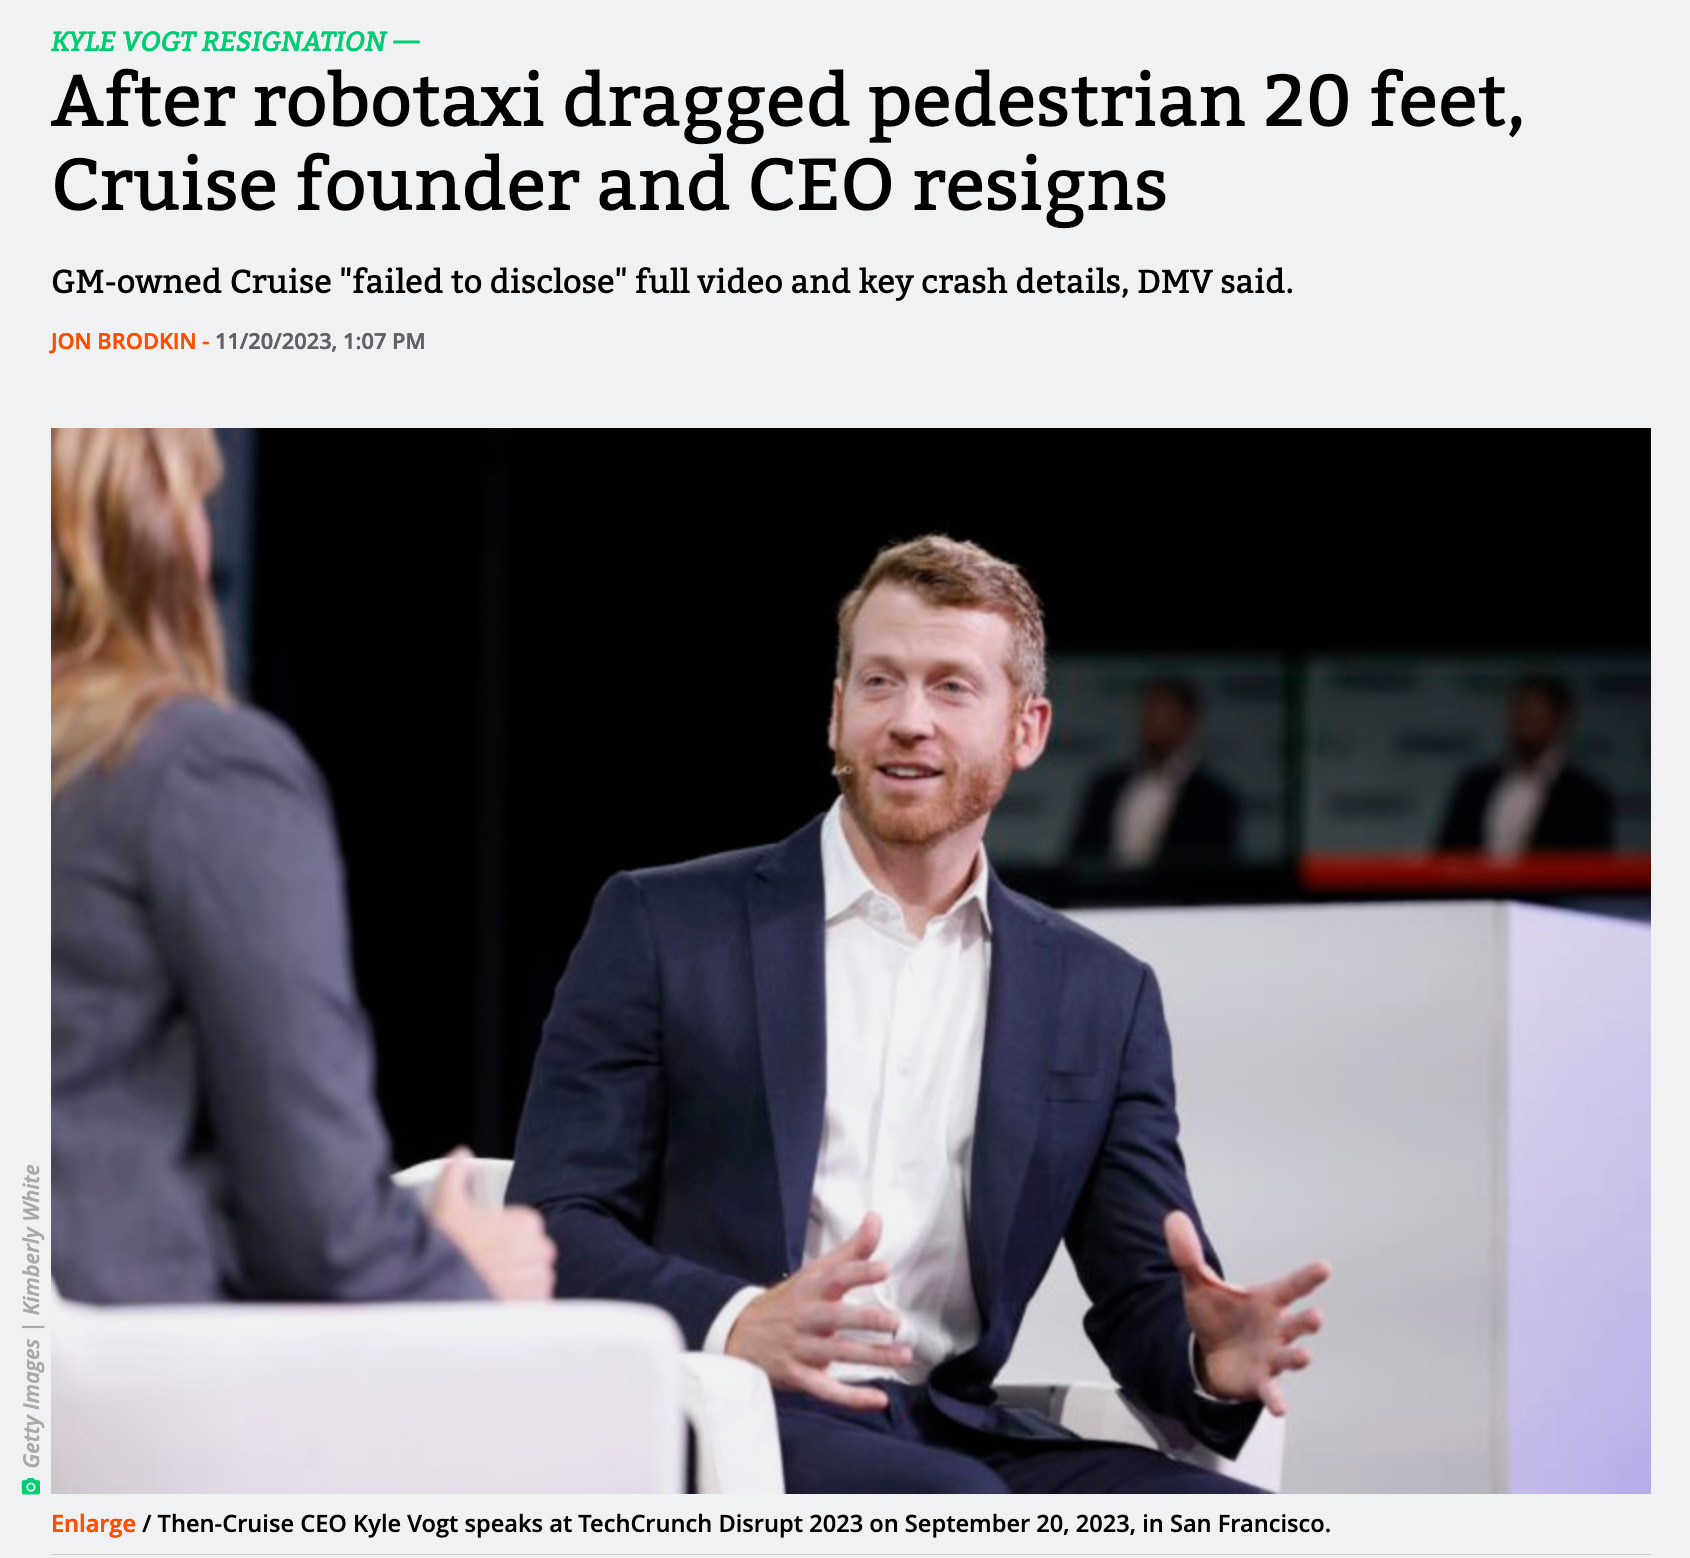 KYLE VOGT RESIGNATION —
After robotaxi dragged pedestrian 20 feet,
Cruise founder and CEO resigns
GM-owned Cruise "failed to disclose" full video and key crash details, DMV said.
JON BRODKIN - 11/20/2023, 1:07 PM
Getty Images | Kimberly White
Enlarge / Then-Cruise CEO Kyle Vogt speaks at TechCrunch Disrupt 2023 on September 20, 2023, in San Francisco.